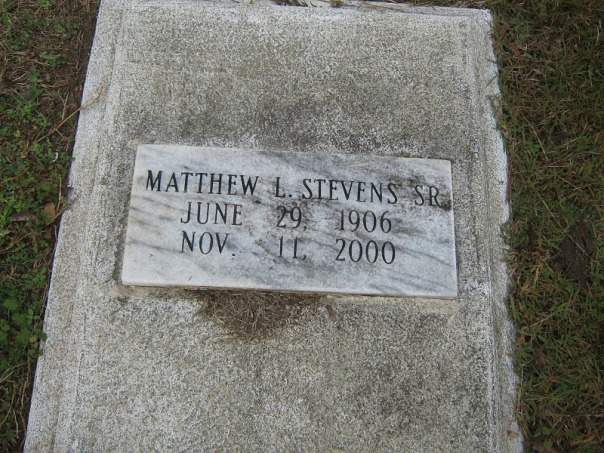 MATTHEW L. STEVENS SR.
JUNE 29, 1906
NOV. 11, 2000